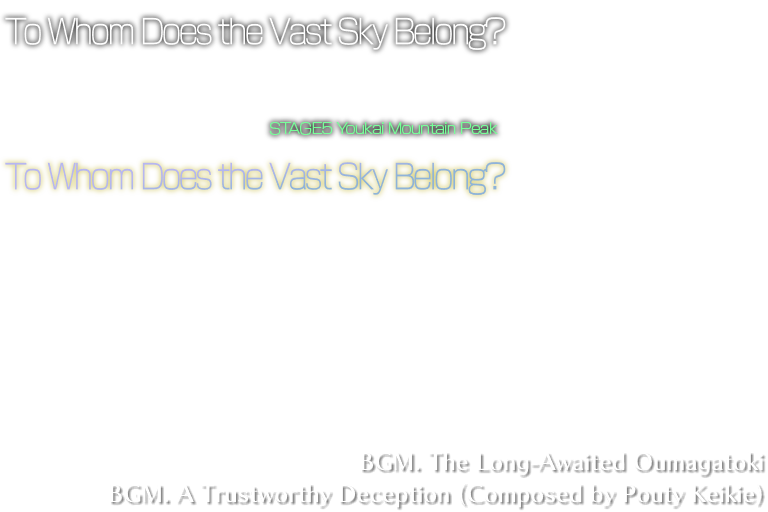 To Whom Does the Vast Sky Belong?
STAGE5 Youkai Mountain Peak
To Whom Does the Vast Sky Belong?
BGM. The Long-Awaited Oumagatoki
BGM. A Trustworthy Deception (Composed by Pouty Keikie)